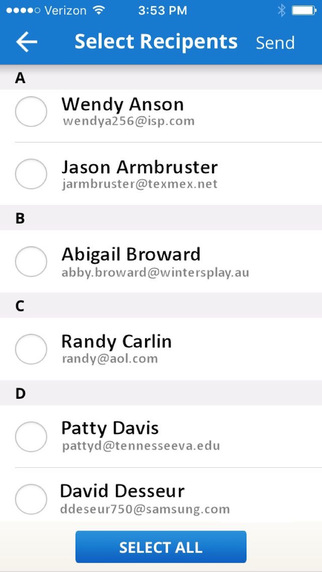 Verizon 3:53 PM
Select Recipents Send
A
Wendy Anson
wendya256@isp.com
Jason Armbruster
jarmbruster@texmex.net
B
Abigail Broward
abby.broward@wintersplay.au
C
Randy Carlin
randy@aol.com
D
Patty Davis
pattyd@tennesseeva.edu
David Desseur
ddeseur750@samsung.com
SELECT ALL